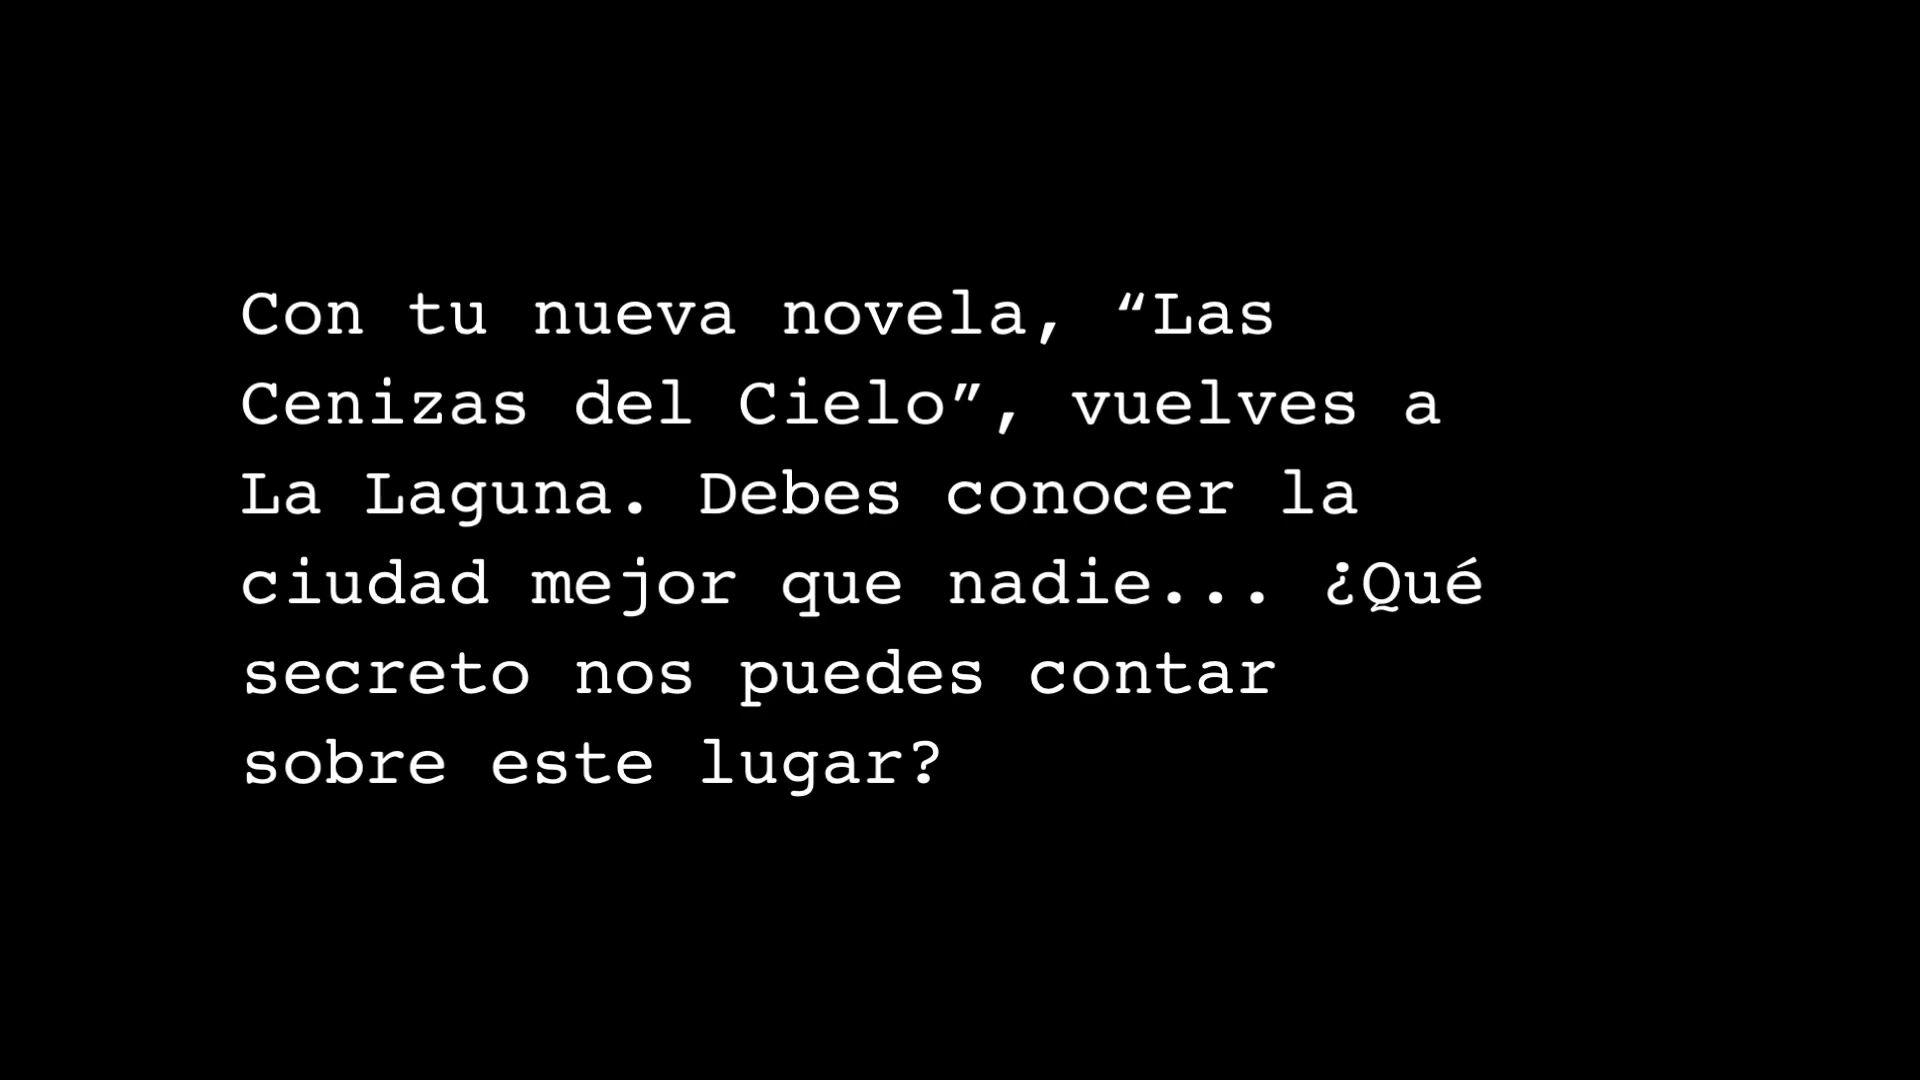 Con tu nueva novela, “Las
Cenizas del Cielo”, vuelves a
La Laguna. Debes conocer la
ciudad mejor que nadie... ¿Qué
secreto nos puedes contar
sobre este lugar?